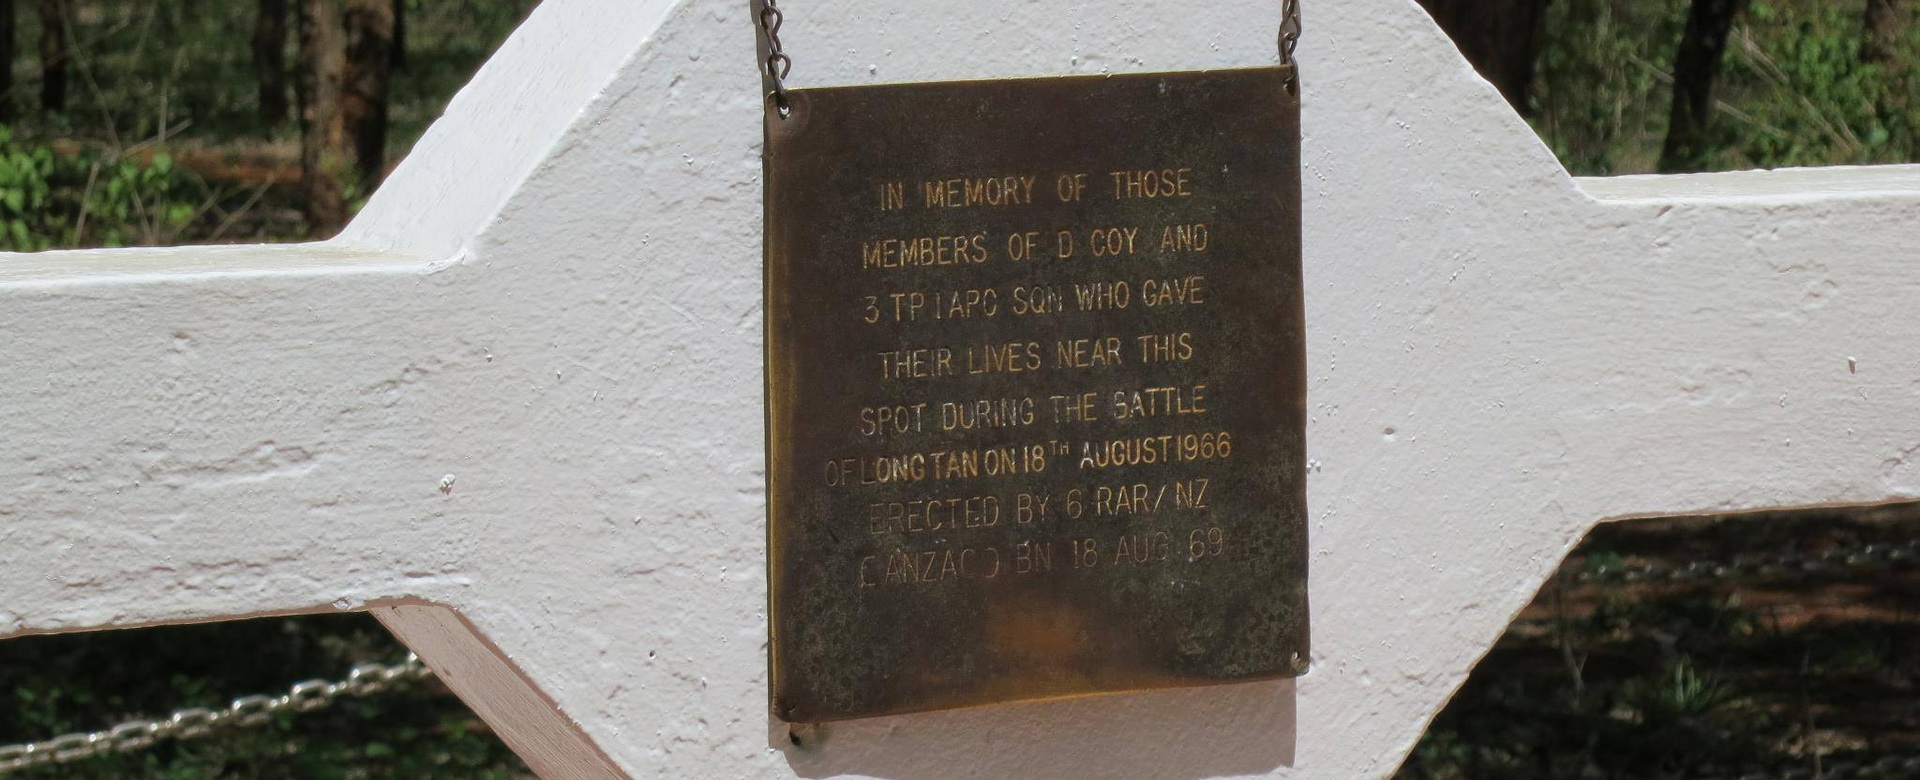 IN MEMORY OF THOSE
MEMBERS OF D COY AND
3 TP 1 APC SQN WHO GAVE
THEIR LIVES NEAR THIS
SPOT DURING THE BATTLE
OF LONG TAN ON 18TH AUGUST 1966
ERECTED BY 6 RAR/NZ
(ANZAC) BN 18 AUG 69